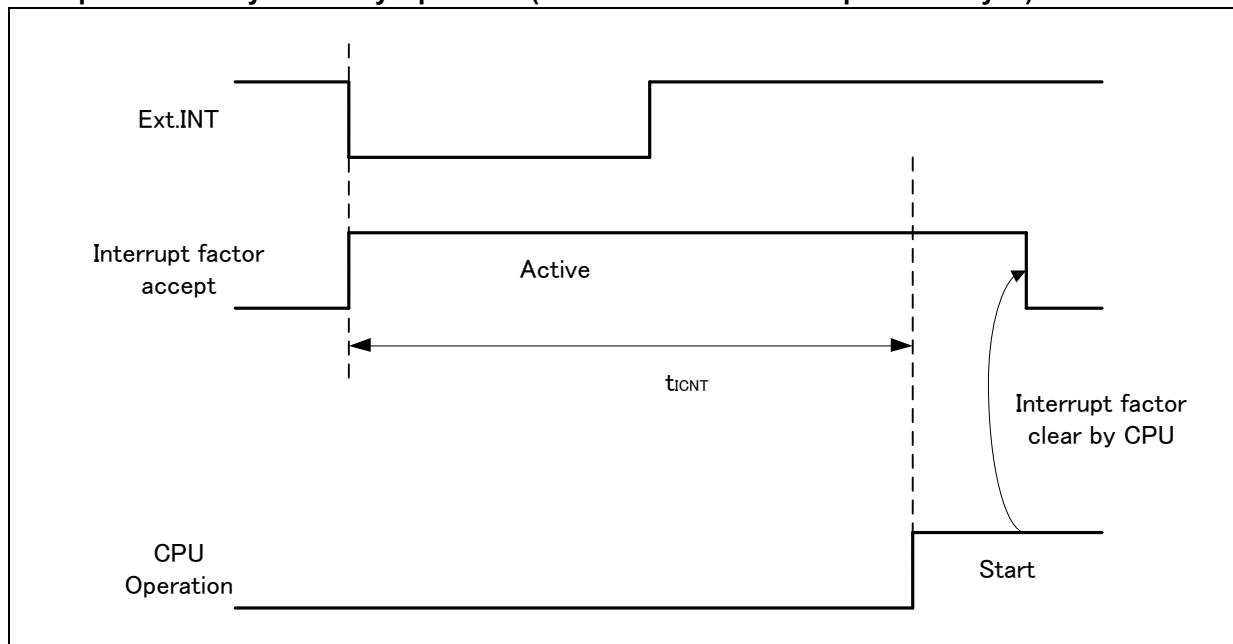 Ext.INT
Interrupt factor
accept
Active
tICNT
Interrupt factor
clear by CPU
CPU
Operation
Start